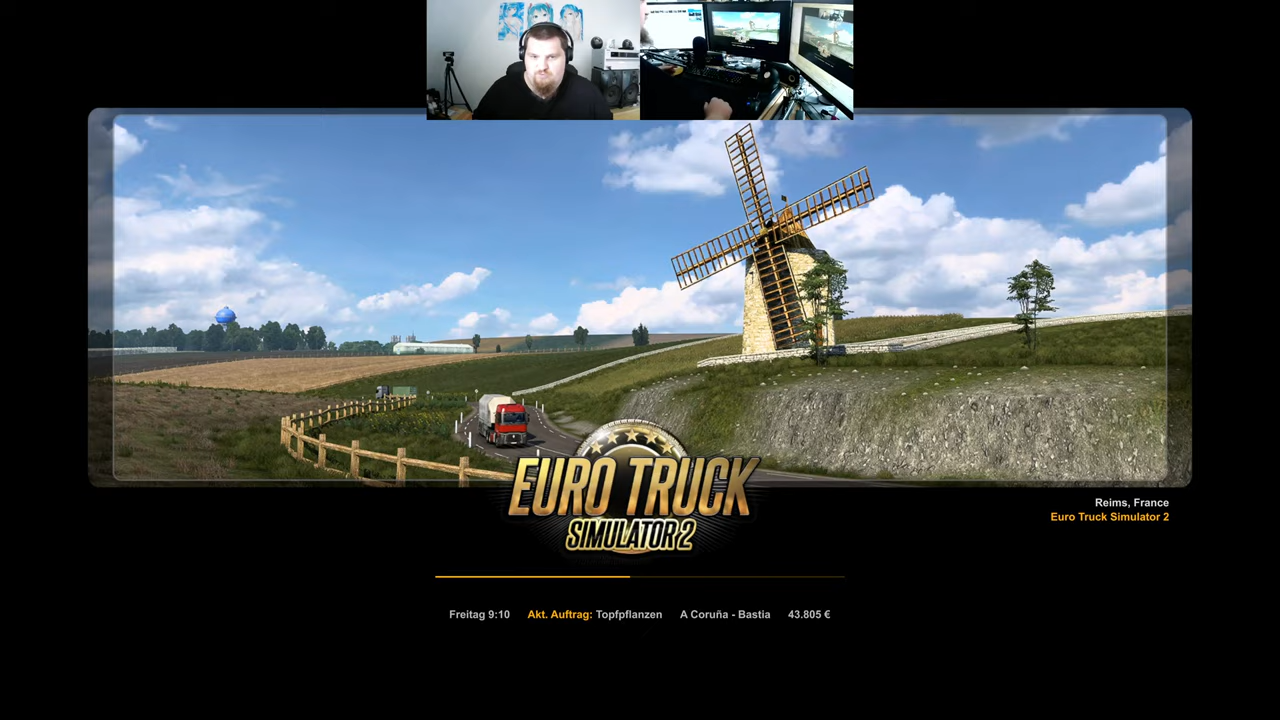 EURO TRUCK
SIMULATOR 2
Reims, France
Euro Truck Simulator 2
Freitag 9:10 Akt. Auftrag: Topfpflanzen A Coruña - Bastia 43.805 €